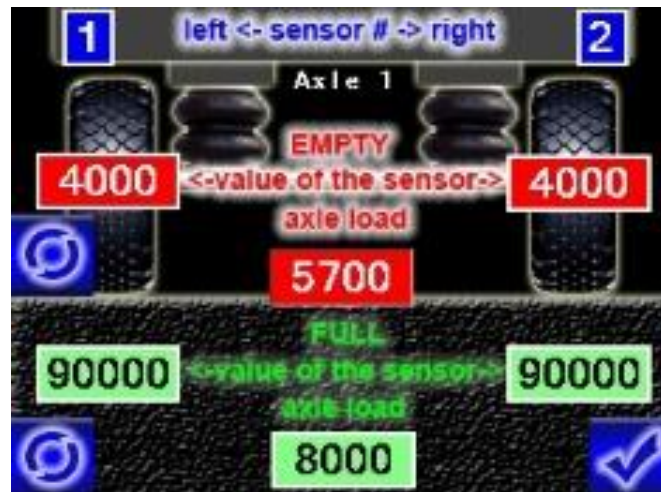 1 left <- sensor # -> right 2
Axle 1
EMPTY
4000 <-value of the sensor-> 4000
axle load
5700
FULL
90000 <-value of the sensor-> 90000
axle load
8000